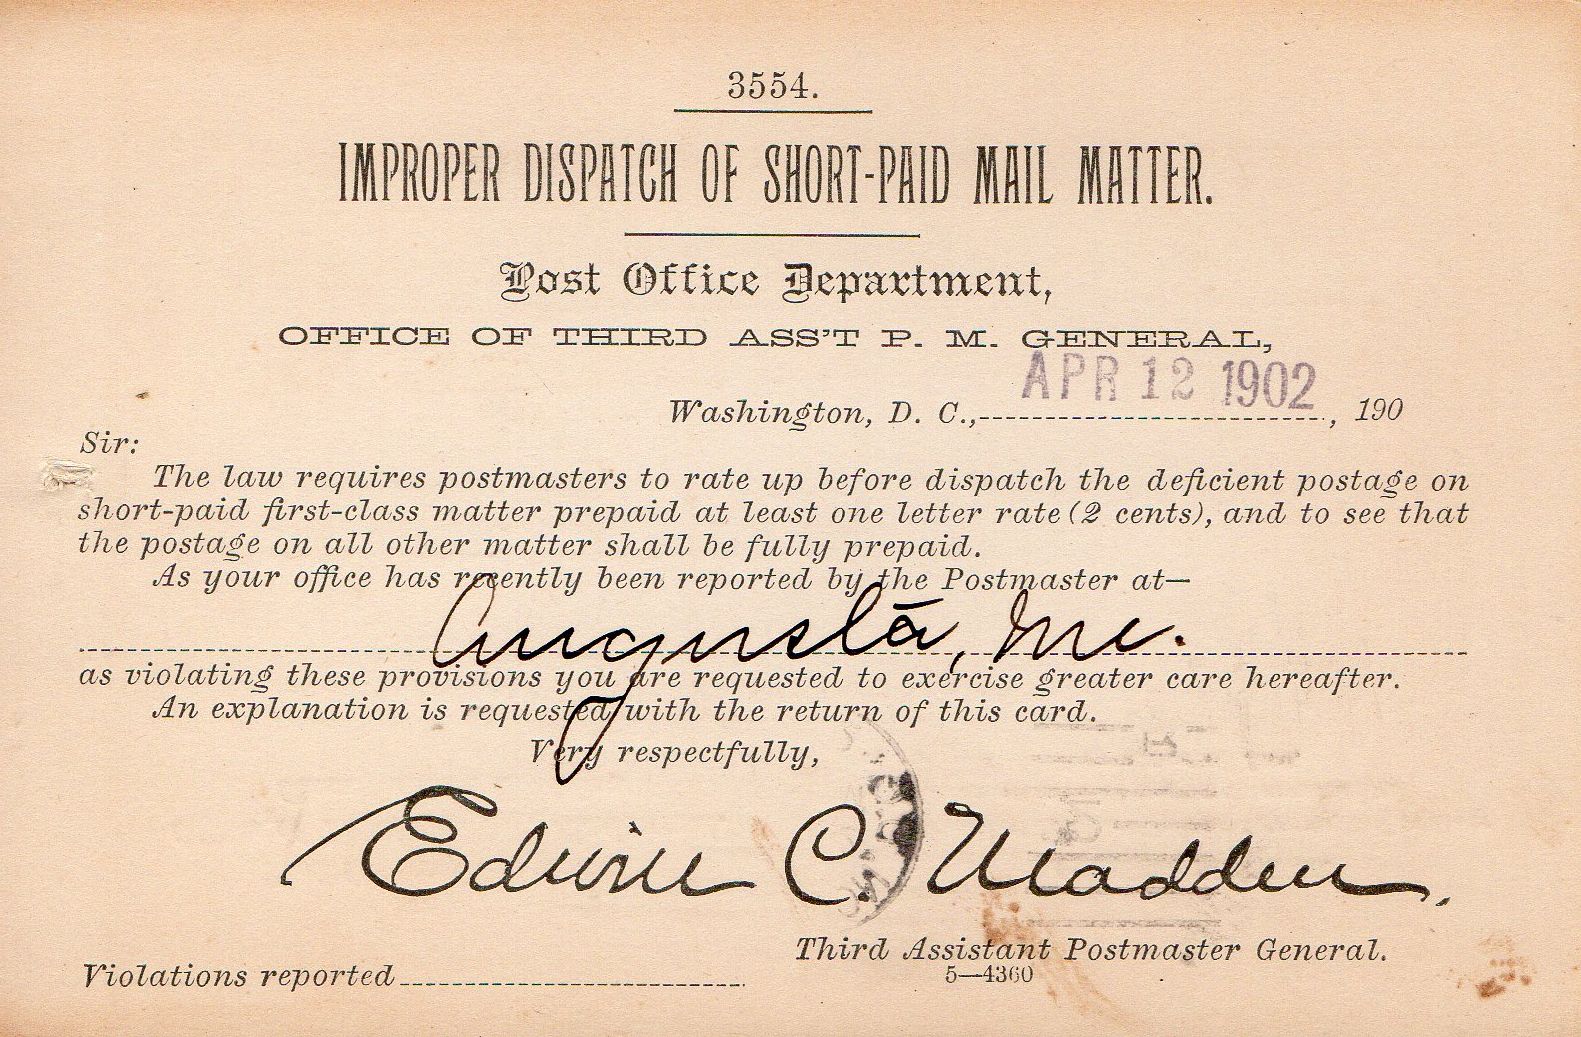 3554.
IMPROPER DISPATCH OF SHORT-PAID MAIL MATTER.
Post Office Department,
OFFICE OF THIRD ASS'T P. M. GENERAL,
APR 12 1902
Washington, D. C., , 190
Sir:
The law requires postmasters to rate up before dispatch the deficient postage on
short-paid first-class matter prepaid at least one letter rate (2 cents), and to see that
the postage on all other matter shall be fully prepaid.
As your office has recently been reported by the Postmaster at—
Augusta, Me.
as violating these provisions you are requested to exercise greater care hereafter.
An explanation is requested with the return of this card.
Very respectfully,
Edwin C. Madden.
Third Assistant Postmaster General.
Violations reported
5—4360